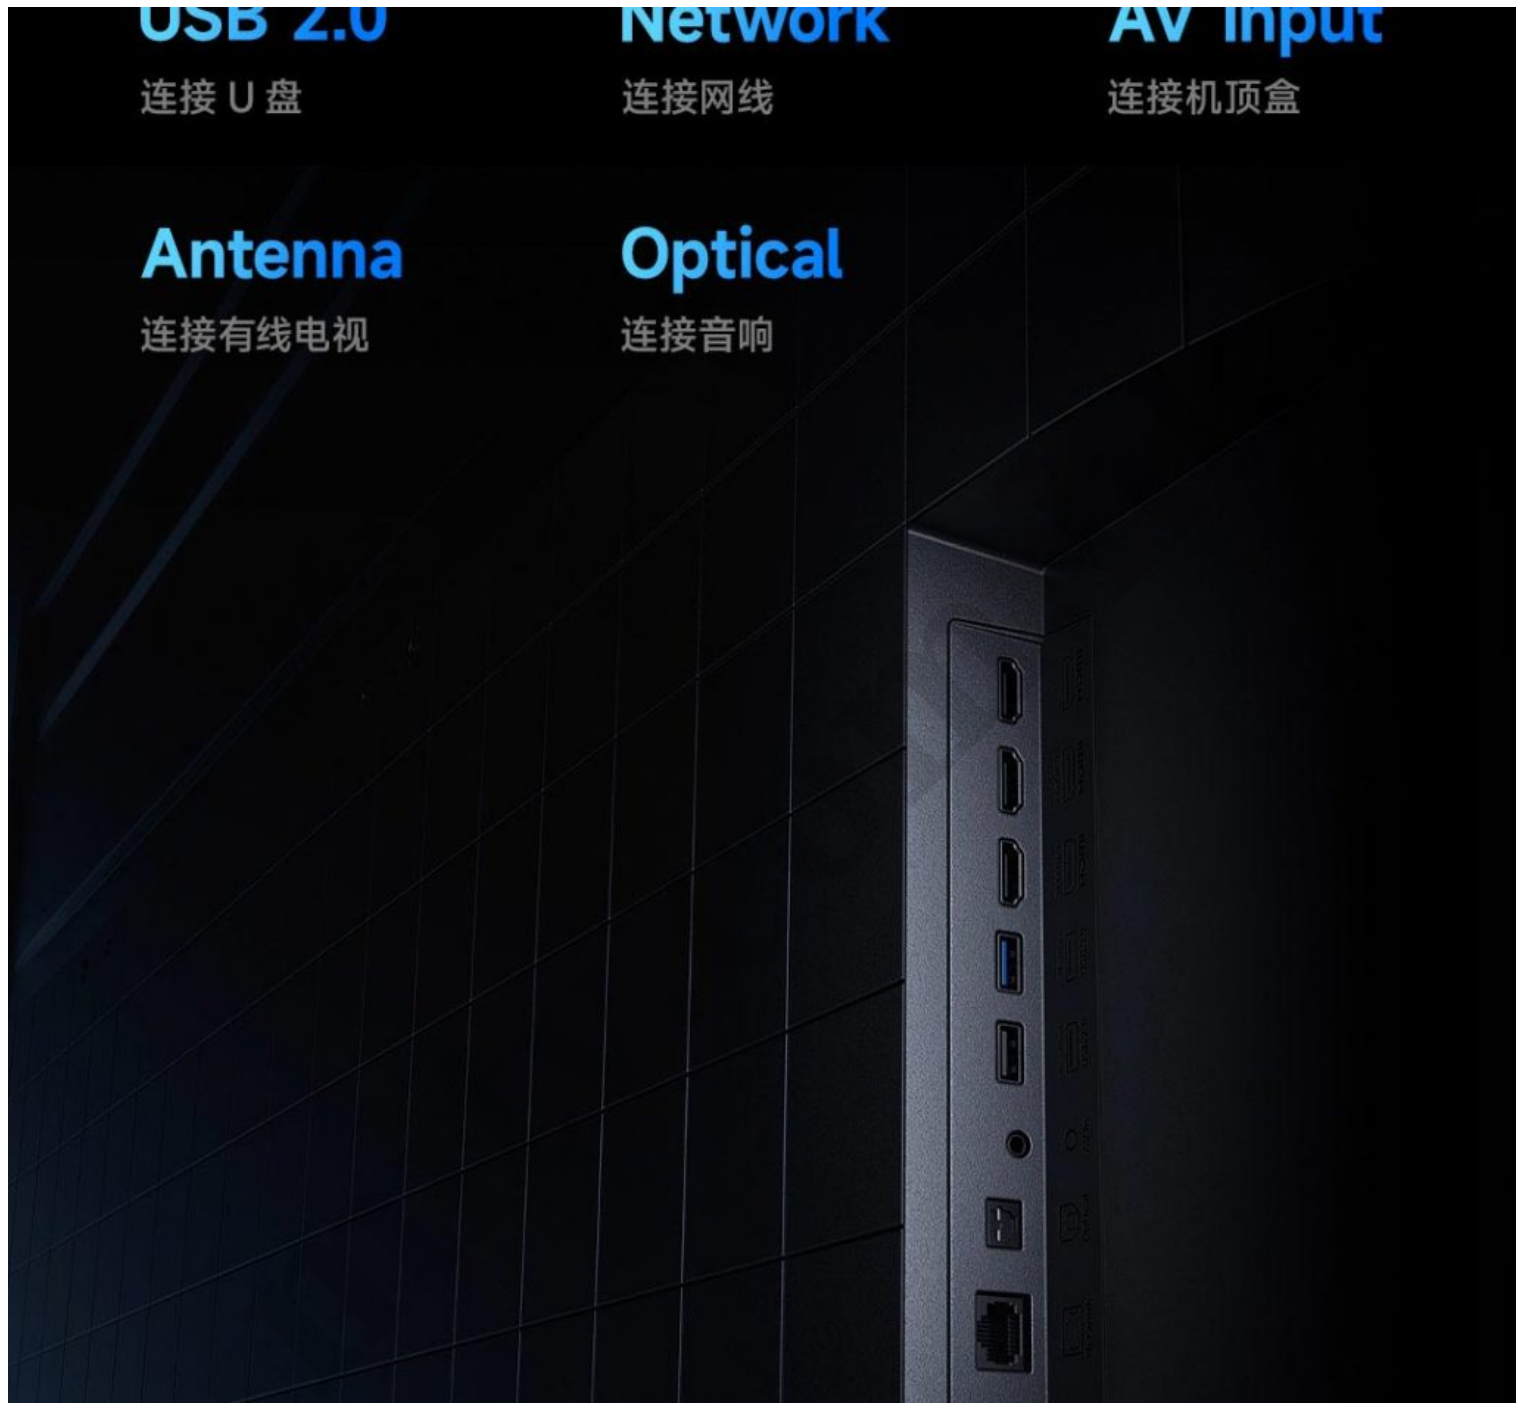 USB 2.0
Network
AV Input
连接 U 盘
连接网线
连接机顶盒
Antenna
Optical
连接有线电视
连接音响